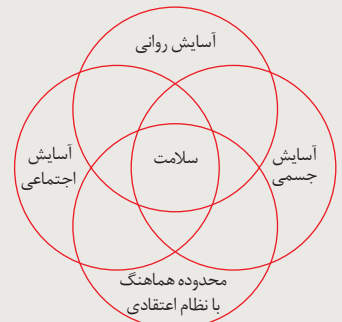 آسایش روانی
آسایش
جسمی
سلامت
آسایش
اجتماعی
محدوده هماهنگ
با نظام اعتقادی